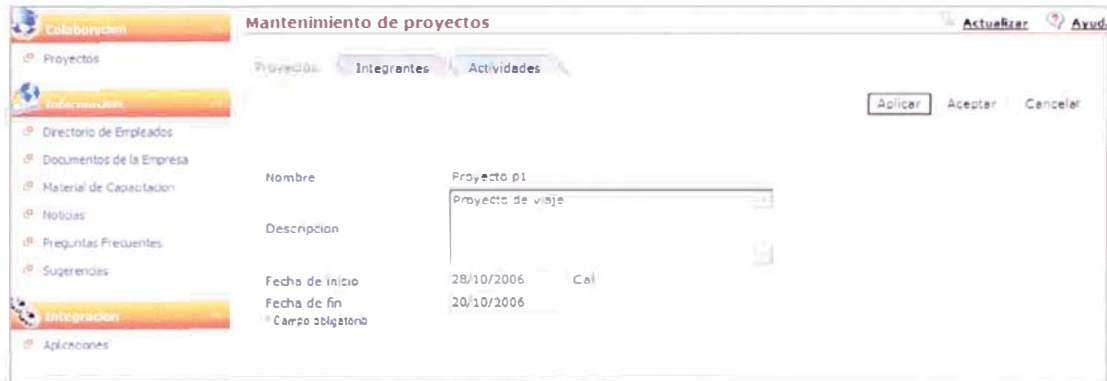 Colaboracion
Proyectos
Informacion
Directorio de Empleados
Documentos de la Empresa
Material de Capacitacion
Noticias
Preguntas Frecuentes
Sugerencias
Integracion
Aplicaciones
Mantenimiento de proyectos
Actualizar Ayuda
Proyectos Integrantes Actividades
Aplicar Aceptar Cancelar
Nombre Proyecto p1
Descripcion Proyecto de viaje
Fecha de inicio 28/10/2006 Cal
Fecha de fin 20/10/2006
* Campo obligatorio